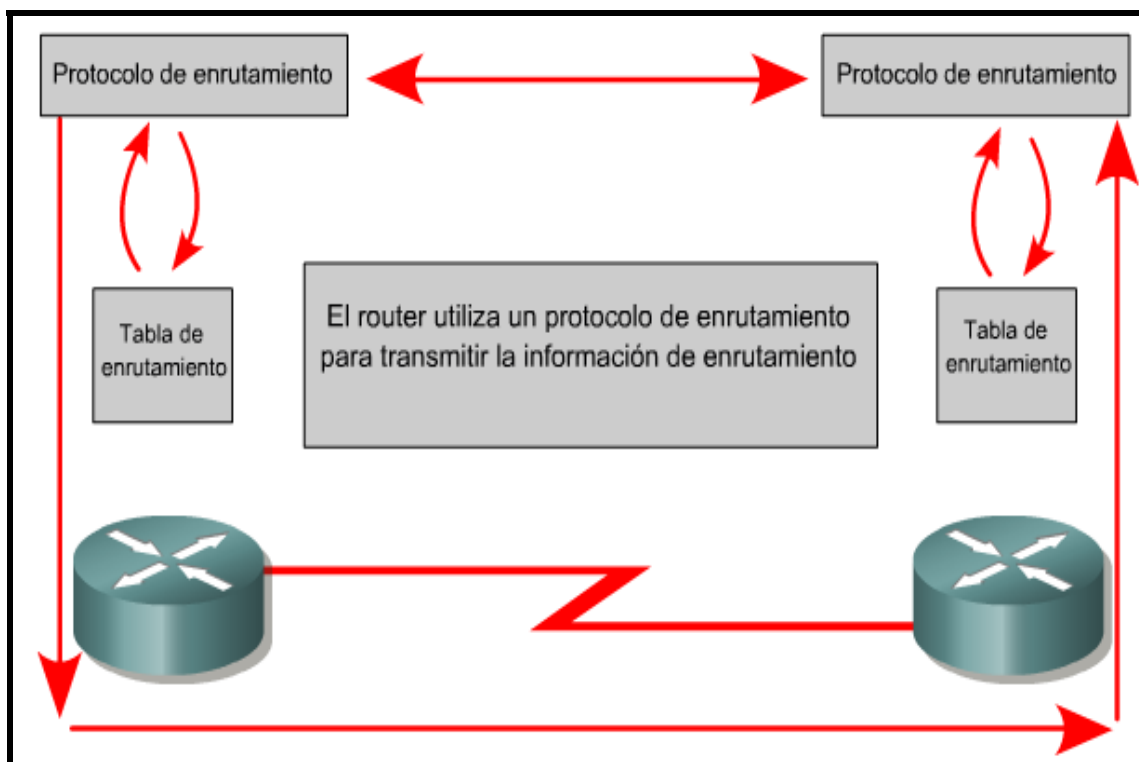 Protocolo de enrutamiento
Protocolo de enrutamiento
Tabla de
enrutamiento
El router utiliza un protocolo de enrutamiento
para transmitir la información de enrutamiento
Tabla de
enrutamiento